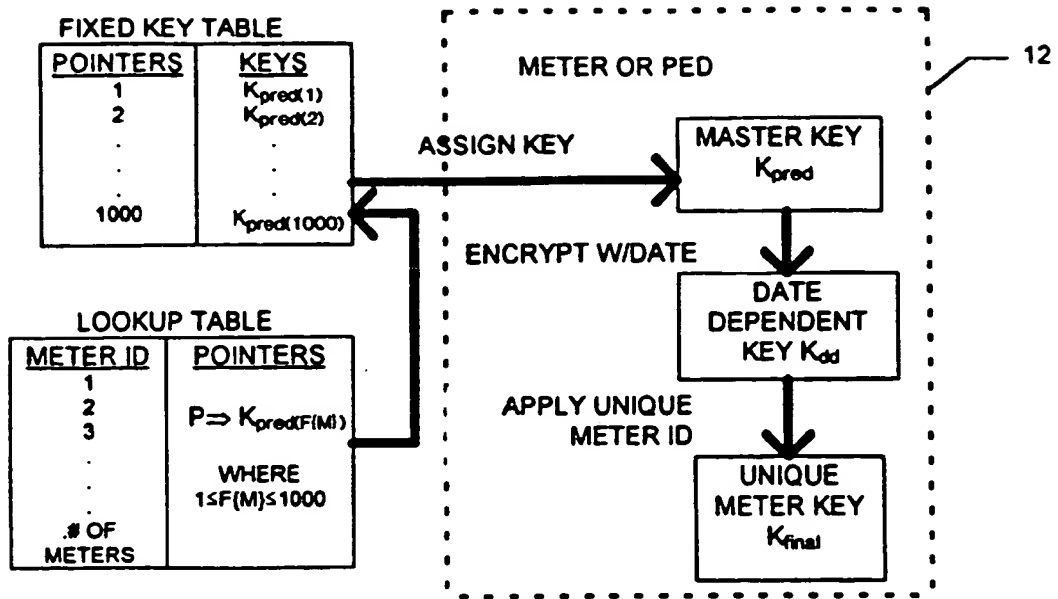 FIXED KEY TABLE
POINTERS KEYS
1 Kpred(1)
2 Kpred(2)
. .
. .
. .
1000 Kpred(1000)
LOOKUP TABLE
METER ID POINTERS
1
2
3
P⇒ Kpred(F{M})
.
.
.
WHERE
1≤F{M}≤1000
.# OF
METERS
ASSIGN KEY
METER OR PED
12
MASTER KEY
Kpred
ENCRYPT W/DATE
DATE
DEPENDENT
KEY Kdd
APPLY UNIQUE
METER ID
UNIQUE
METER KEY
Kfinal